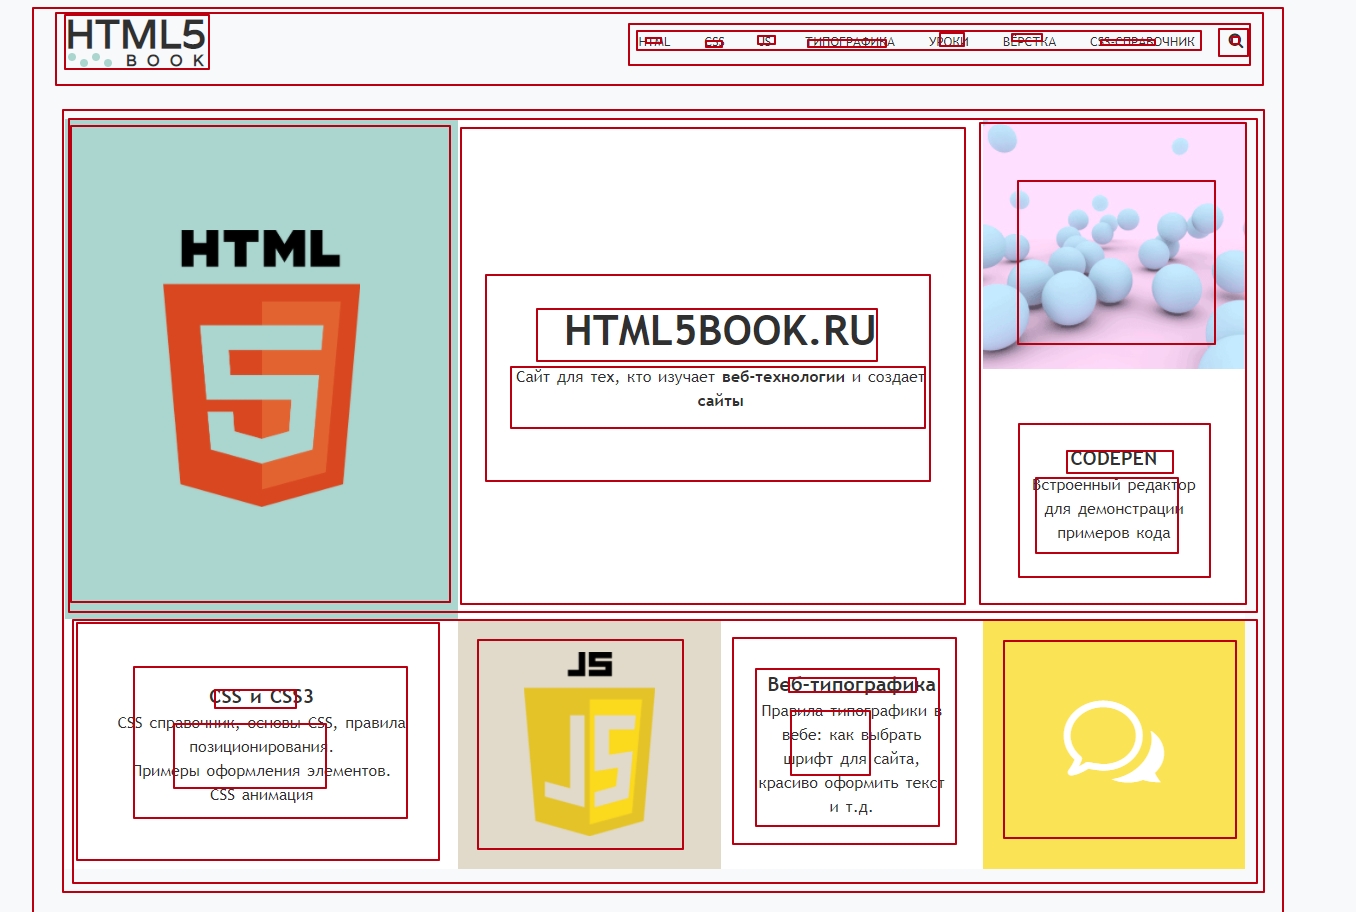 HTML5
BOOK
HTML CSS JS ТИПОГРАФИКА УРОКИ ВЕРСТКА CSS-СПРАВОЧНИК
HTML
5
HTML5BOOK.RU
Сайт для тех, кто изучает веб-технологии и создает
сайты
CODEPEN
Встроенный редактор
для демонстрации
примеров кода
CSS и CSS3
CSS справочник, основы CSS, правила
позиционирования.
Примеры оформления элементов.
CSS анимация
JS
JS
Веб-типографика
Правила типографики в
вебе: как выбрать
шрифт для сайта,
красиво оформить текст
и т.д.